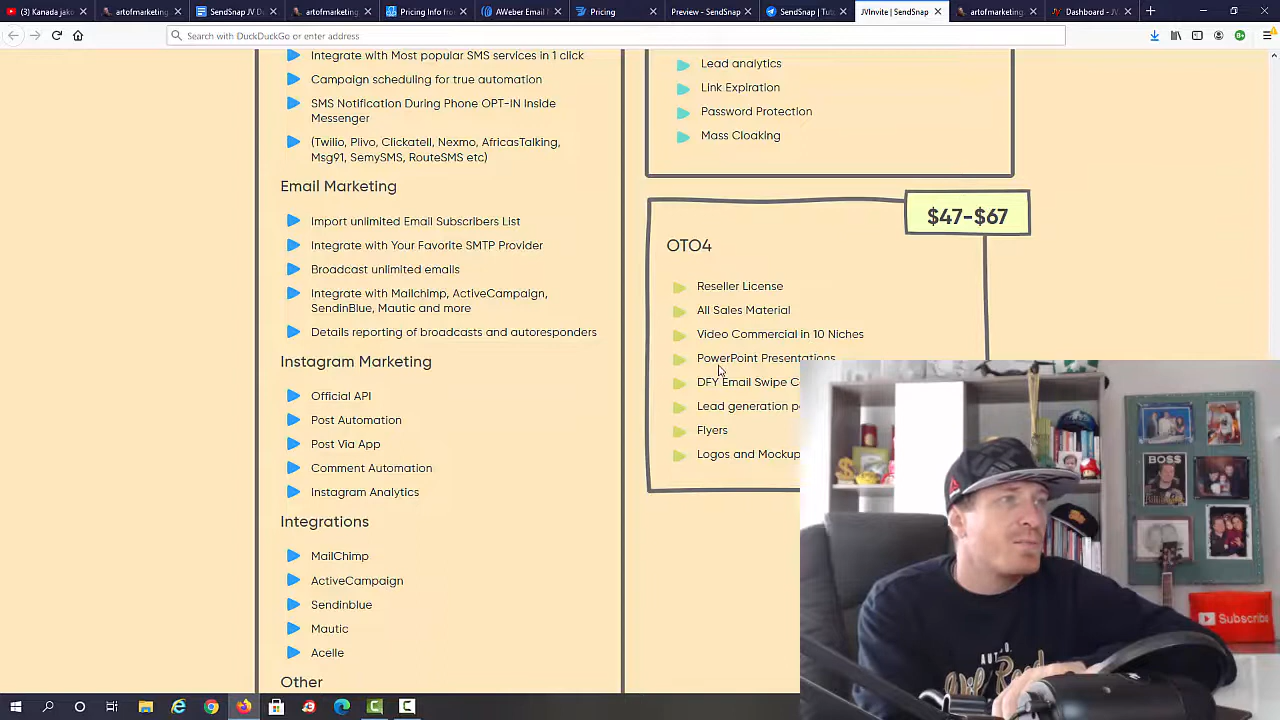 (3) Kanada jako
artofmarketing
SendSnap JV Do
artofmarketing
Pricing Info from
AWeber Email M
Pricing
Preview - SendSnap
SendSnap | Tuto
JVInvite | SendSnap
artofmarketing
Dashboard - JV
Search with DuckDuckGo or enter address
Integrate with Most popular SMS services in 1 click
Campaign scheduling for true automation
SMS Notification During Phone OPT-IN Inside
Messenger
(Twilio, Plivo, Clickatell, Nexmo, AfricasTalking,
Msg91, SemySMS, RouteSMS etc)
Email Marketing
Import unlimited Email Subscribers List
Integrate with Your Favorite SMTP Provider
Broadcast unlimited emails
Integrate with Mailchimp, ActiveCampaign,
SendinBlue, Mautic and more
Details reporting of broadcasts and autoresponders
Instagram Marketing
Official API
Post Automation
Post Via App
Comment Automation
Instagram Analytics
Integrations
MailChimp
ActiveCampaign
Sendinblue
Mautic
Acelle
Other
Lead analytics
Link Expiration
Password Protection
Mass Cloaking
$47-$67
OTO4
Reseller License
All Sales Material
Video Commercial in 10 Niches
PowerPoint Presentations
DFY Email Swipe C
Lead generation p
Flyers
Logos and Mockup
BOSS
Subscribe